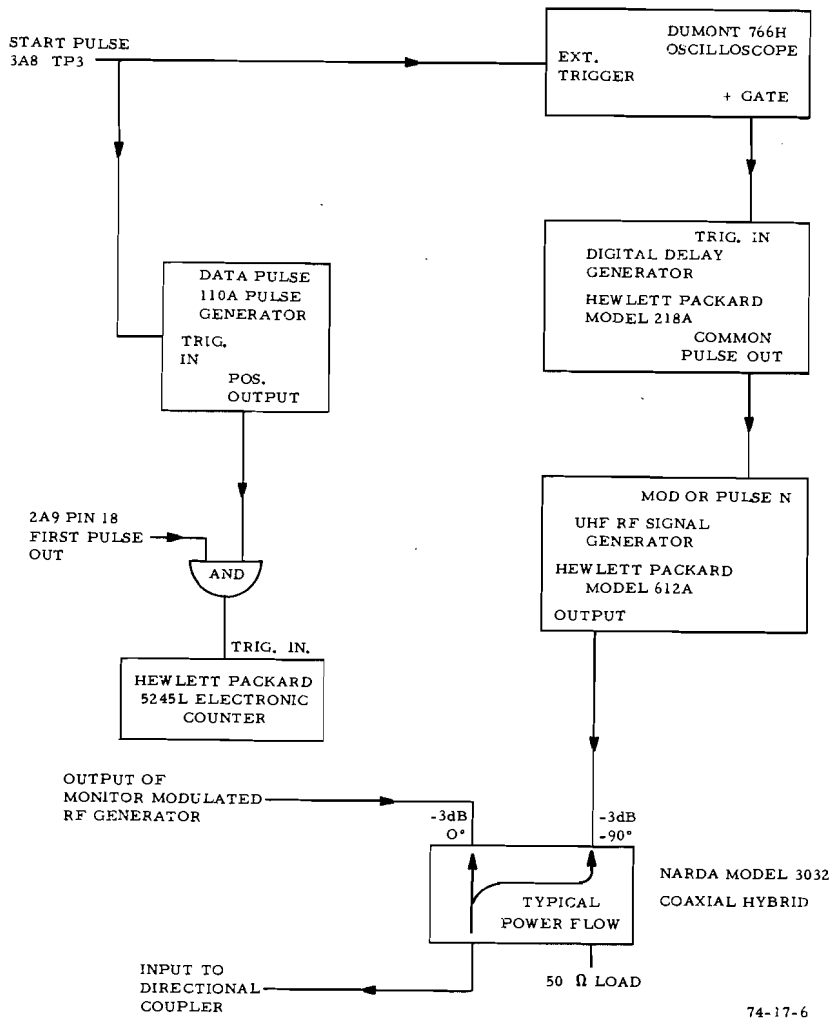 START PULSE
3A8 TP3
DUMONT 766H
OSCILLOSCOPE
EXT.
TRIGGER
+ GATE
TRIG. IN
DIGITAL DELAY
GENERATOR
HEWLETT PACKARD
MODEL 218A
COMMON
PULSE OUT
DATA PULSE
110A PULSE
GENERATOR
TRIG.
IN
POS.
OUTPUT
MOD OR PULSE N
UHF RF SIGNAL
GENERATOR
HEWLETT PACKARD
MODEL 612A
OUTPUT
2A9 PIN 18
FIRST PULSE
OUT
AND
TRIG. IN.
HEWLETT PACKARD
5245L ELECTRONIC
COUNTER
OUTPUT OF
MONITOR MODULATED
RF GENERATOR
-3dB
0°
-3dB
-90°
TYPICAL
POWER FLOW
NARDA MODEL 3032
COAXIAL HYBRID
INPUT TO
DIRECTIONAL
COUPLER
50 Ω LOAD
74-17-6